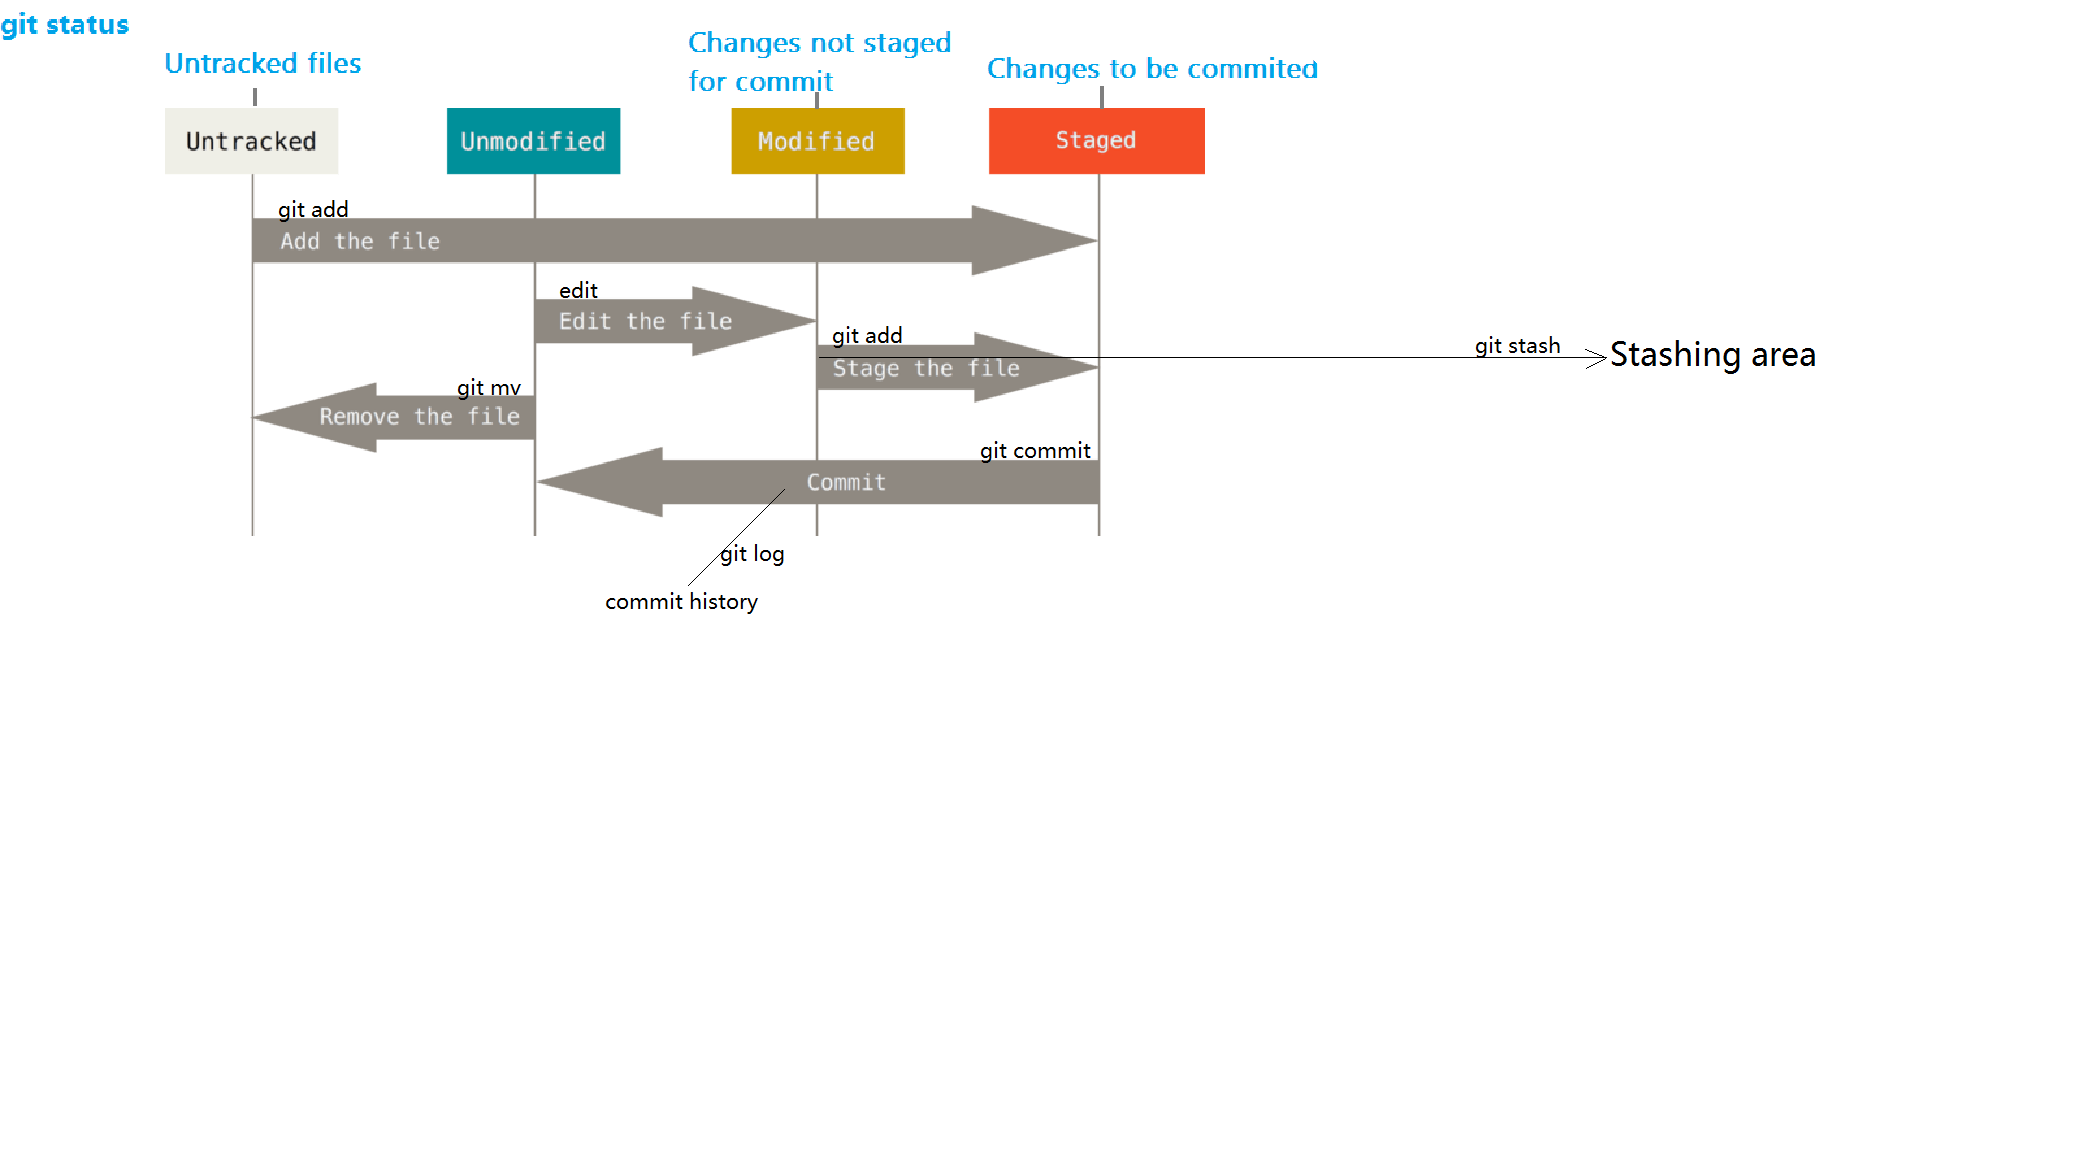 git status
Untracked files
Changes not staged
for commit
Changes to be commited
Untracked
Unmodified
Modified
Staged
git add
Add the file
edit
Edit the file
git add
Stage the file
git stash
Stashing area
git mv
Remove the file
git commit
Commit
git log
commit history